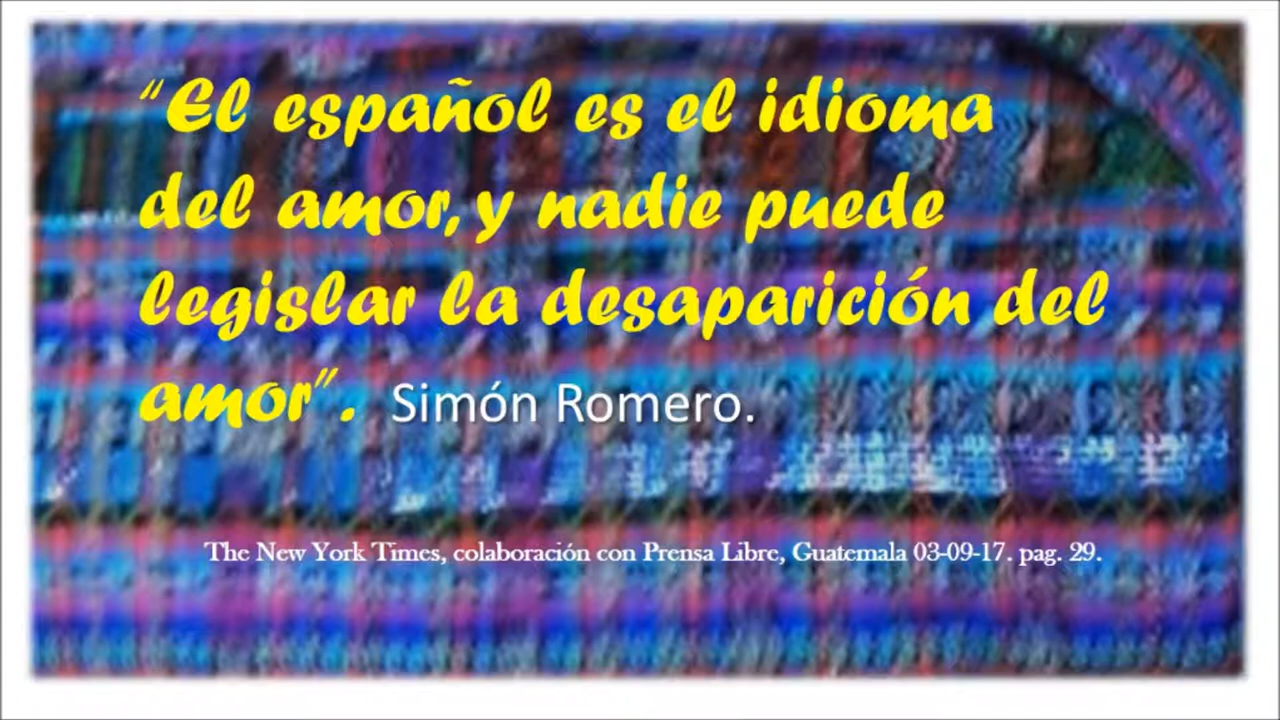 “El español es el idioma
del amor, y nadie puede
legislar la desaparición del
amor”. Simón Romero.
The New York Times, colaboración con Prensa Libre, Guatemala 03-09-17. pag. 29.